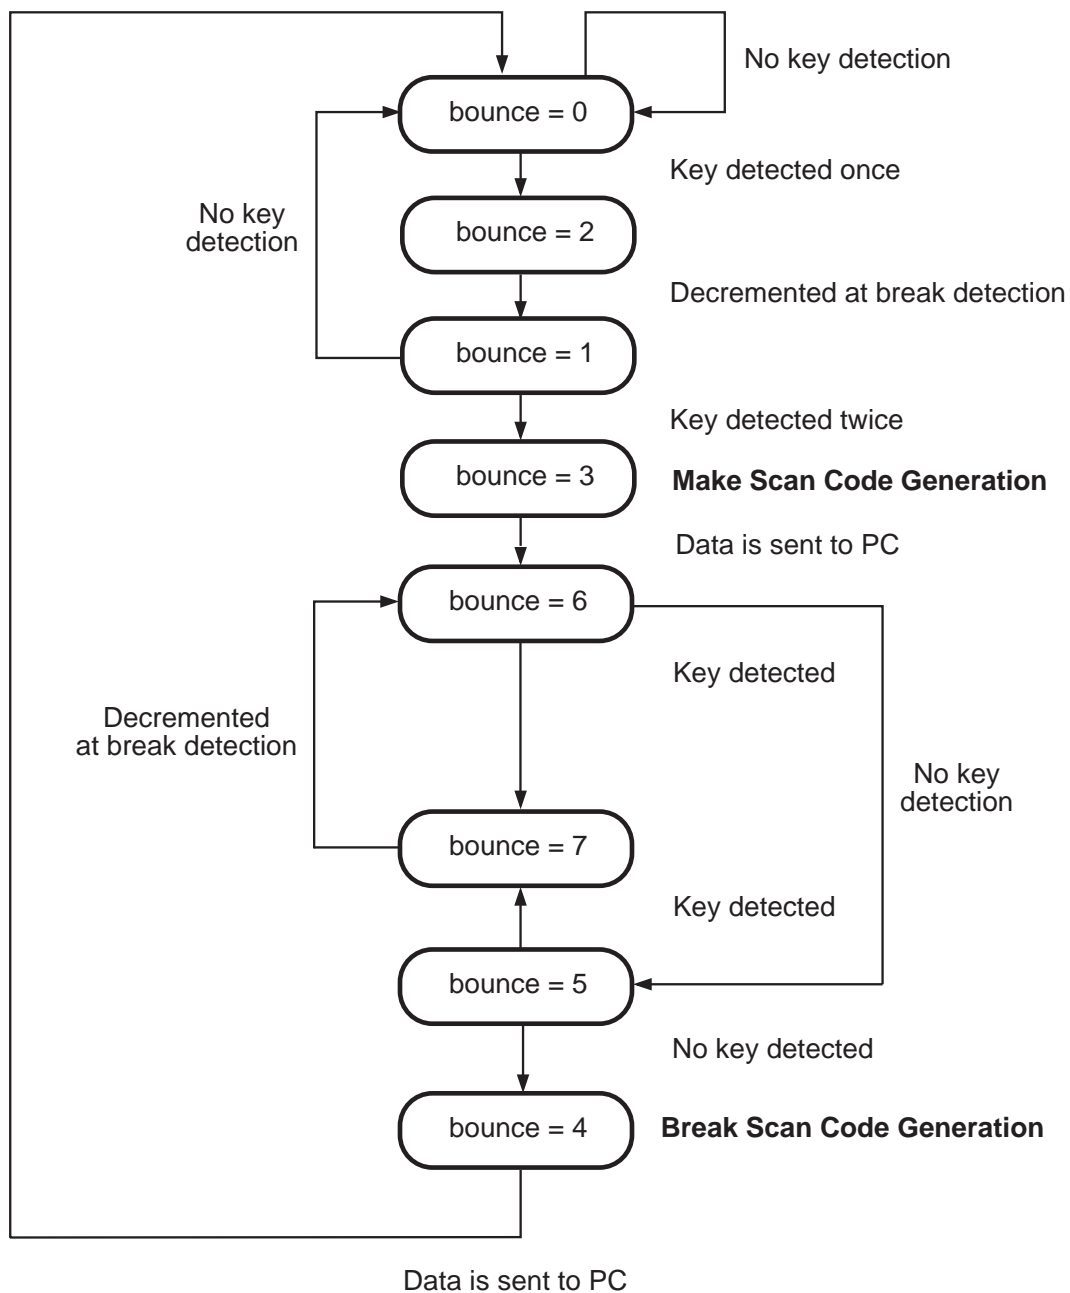 No key detection
bounce = 0
Key detected once
No key
detection
bounce = 2
Decremented at break detection
bounce = 1
Key detected twice
bounce = 3
Make Scan Code Generation
Data is sent to PC
bounce = 6
Key detected
Decremented
at break detection
No key
detection
bounce = 7
Key detected
bounce = 5
No key detected
bounce = 4
Break Scan Code Generation
Data is sent to PC